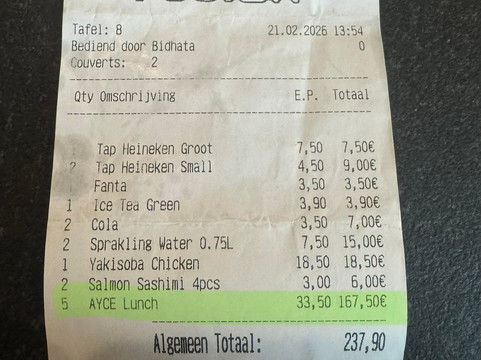 Tafel: 8 21.02.2026 13:54
Bediend door Bidhata 0
Couverts: 2
Qty Omschrijving E.P. Totaal
1 Tap Heineken Groot 7,50 7,50€
2 Tap Heineken Small 4,50 9,00€
1 Fanta 3,50 3,50€
1 Ice Tea Green 3,90 3,90€
2 Cola 3,50 7,00€
2 Sprakling Water 0.75L 7,50 15,00€
1 Yakisoba Chicken 18,50 18,50€
2 Salmon Sashimi 4pcs 3,00 6,00€
5 AYCE Lunch 33,50 167,50€
Algemeen Totaal: 237,90